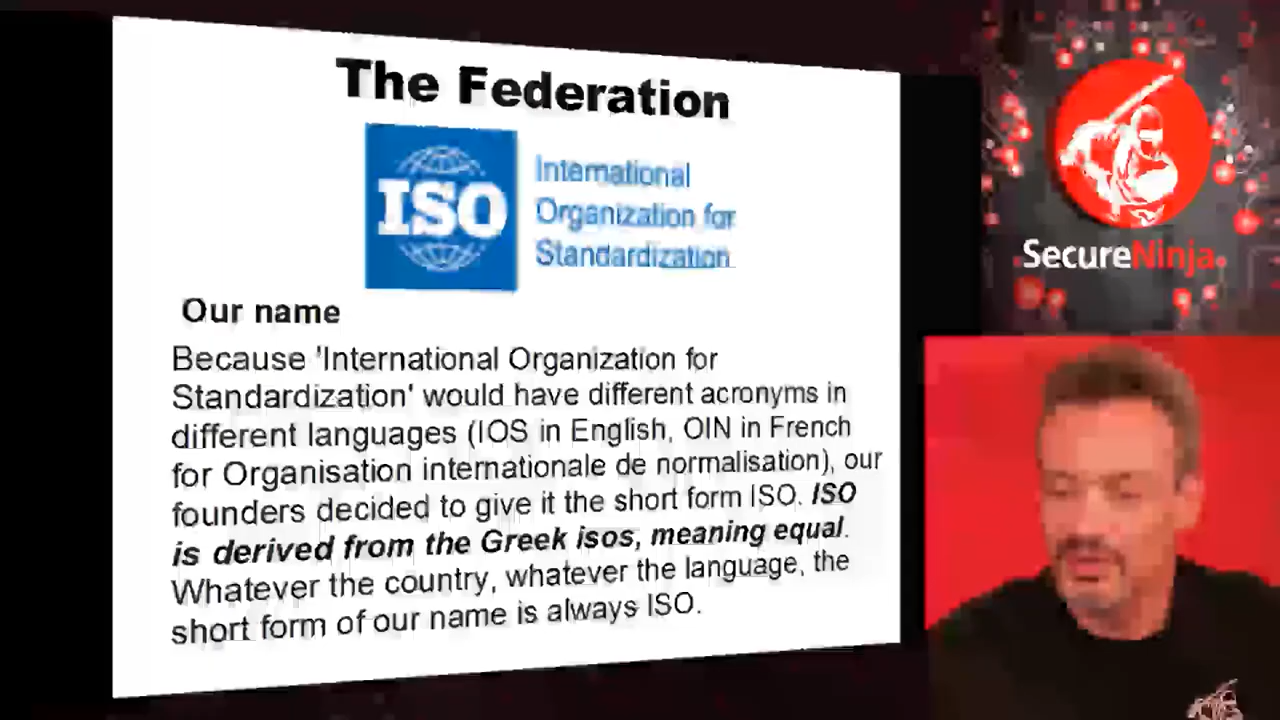 The Federation
ISO
International
Organization for
Standardization
Our name
Because 'International Organization for
Standardization' would have different acronyms in
different languages (IOS in English, OIN in French
for Organisation internationale de normalisation), our
founders decided to give it the short form ISO. ISO
is derived from the Greek isos, meaning equal.
Whatever the country, whatever the language, the
short form of our name is always ISO.
SecureNinja